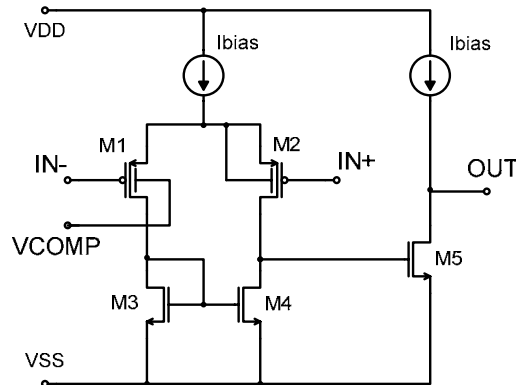 VDD
Ibias
Ibias
M1
M2
IN-
IN+
OUT
VCOMP
M5
M3
M4
VSS